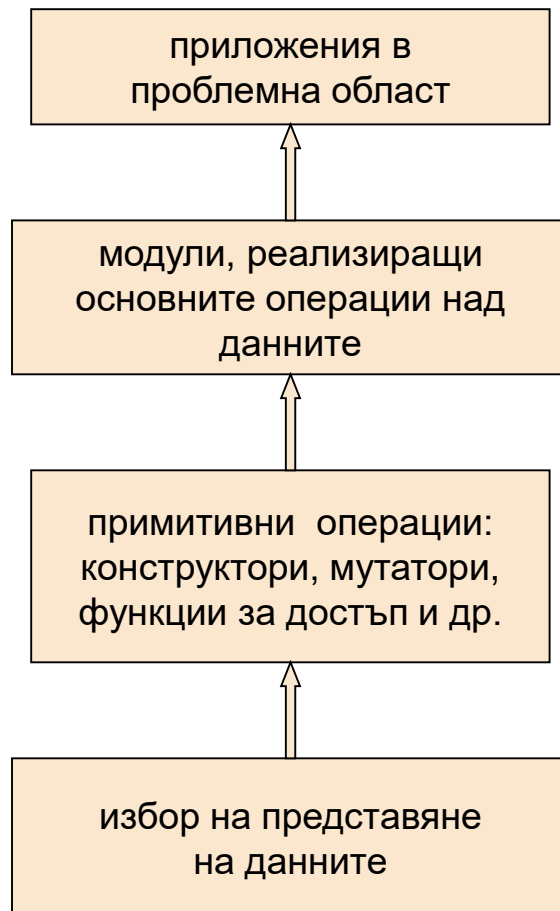 приложения в
проблемна област
модули, реализиращи
основните операции над
данните
примитивни операции:
конструктори, мутатори,
функции за достъп и др.
избор на представяне
на данните